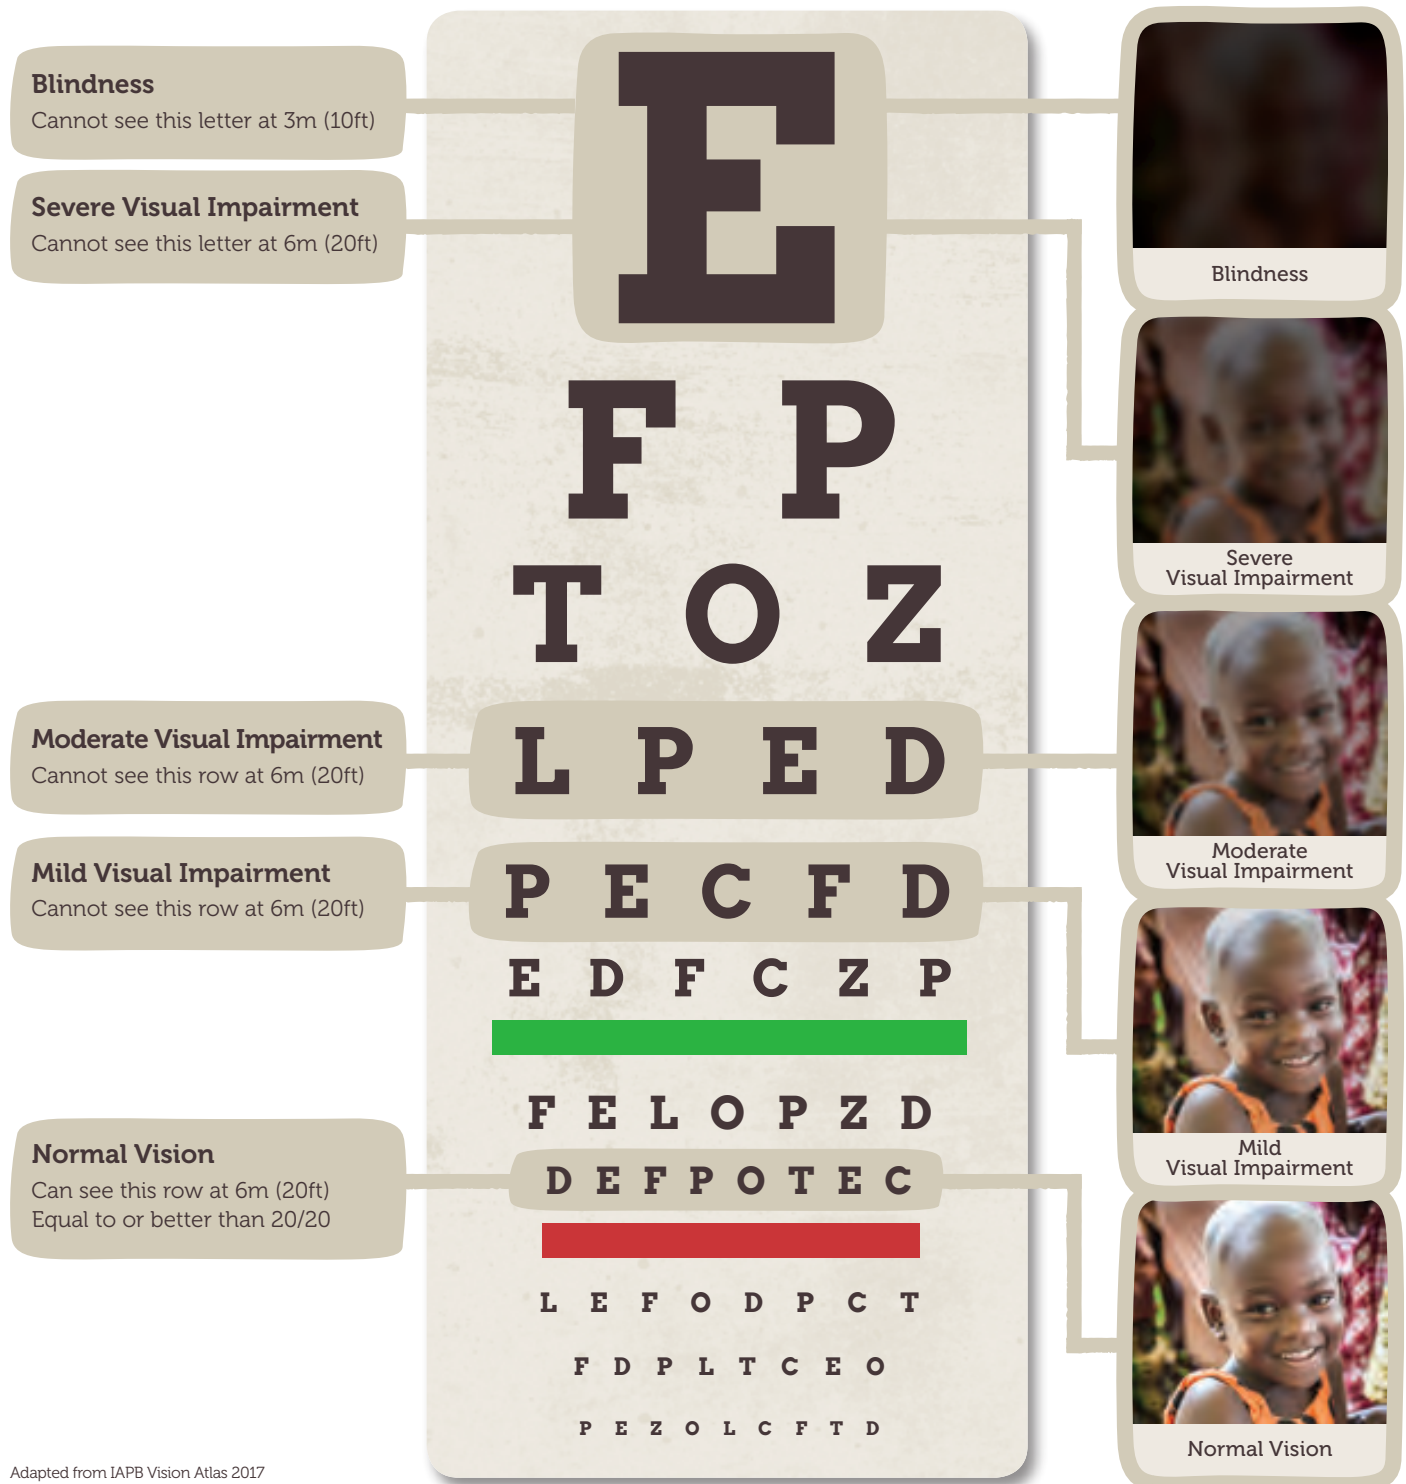 Blindness
Cannot see this letter at 3m (10ft)
Severe Visual Impairment
Cannot see this letter at 6m (20ft)
Moderate Visual Impairment
Cannot see this row at 6m (20ft)
Mild Visual Impairment
Cannot see this row at 6m (20ft)
Normal Vision
Can see this row at 6m (20ft)
Equal to or better than 20/20
Adapted from IAPB Vision Atlas 2017
E
F P
T O Z
L P E D
P E C F D
E D F C Z P
F E L O P Z D
D E F P O T E C
L E F O D P C T
F D P L T C E O
P E Z O L C F T D
Blindness
Severe
Visual Impairment
Moderate
Visual Impairment
Mild
Visual Impairment
Normal Vision